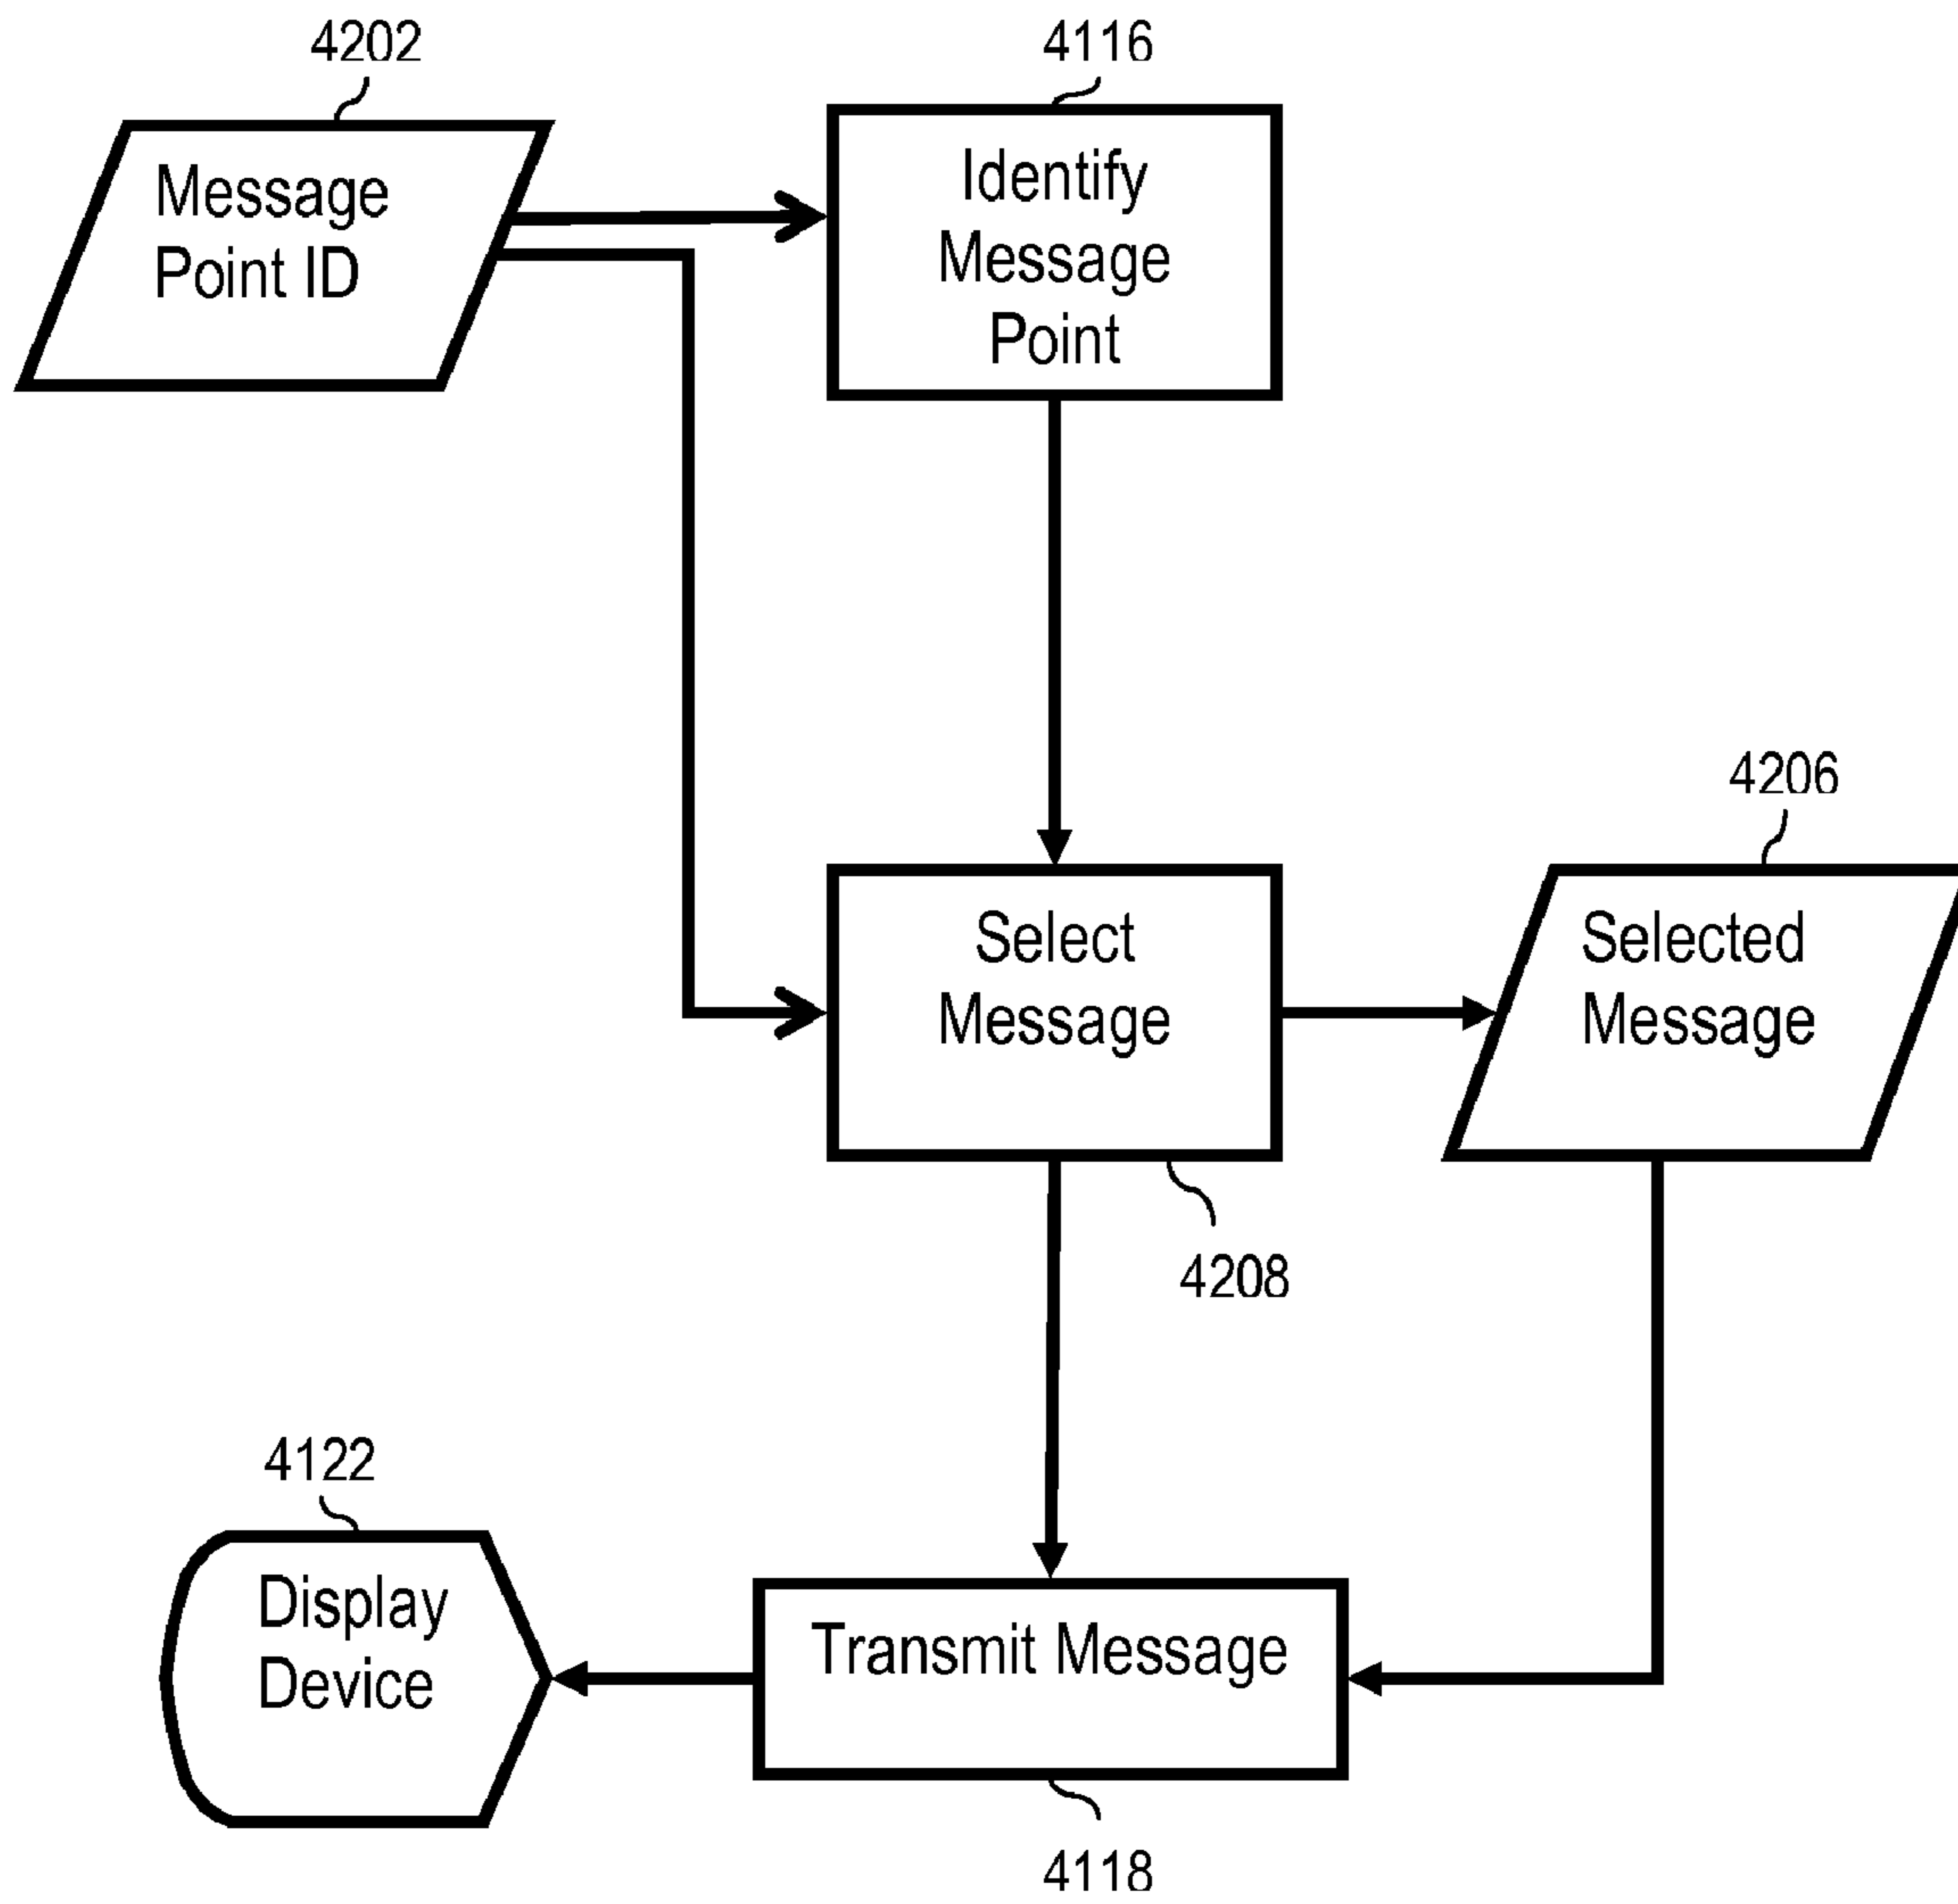 4202
Message
Point ID
4116
Identify
Message
Point
4206
Select
Message
Selected
Message
4208
4122
Display
Device
Transmit Message
4118